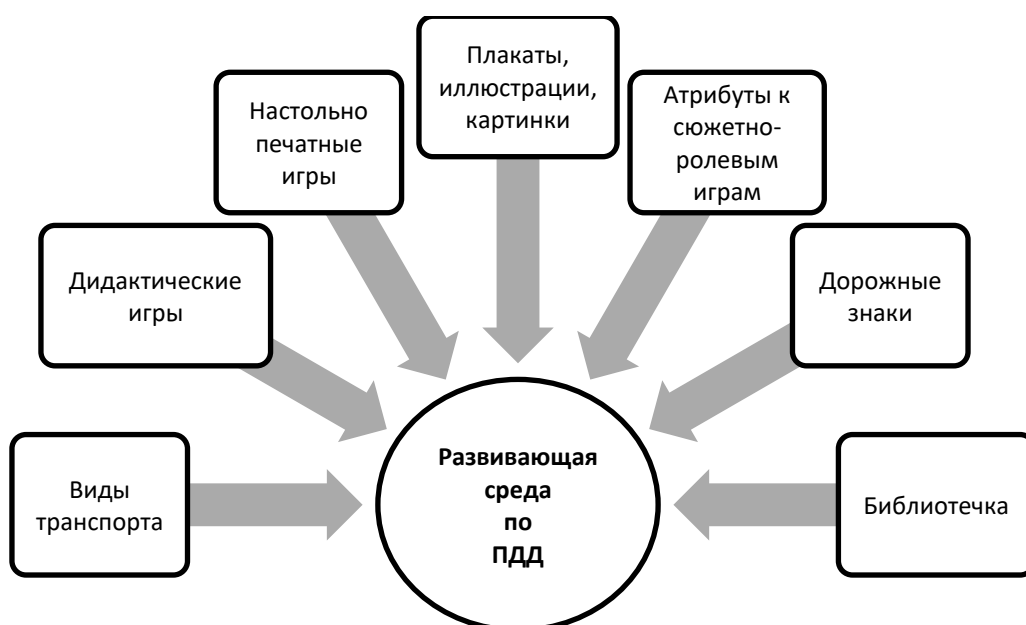 Плакаты,
иллюстрации,
картинки
Настольно
печатные
игры
Атрибуты к
сюжетно-
ролевым
играм
Дидактические
игры
Дорожные
знаки
Виды
транспорта
Развивающая
среда
по
ПДД
Библиотечка